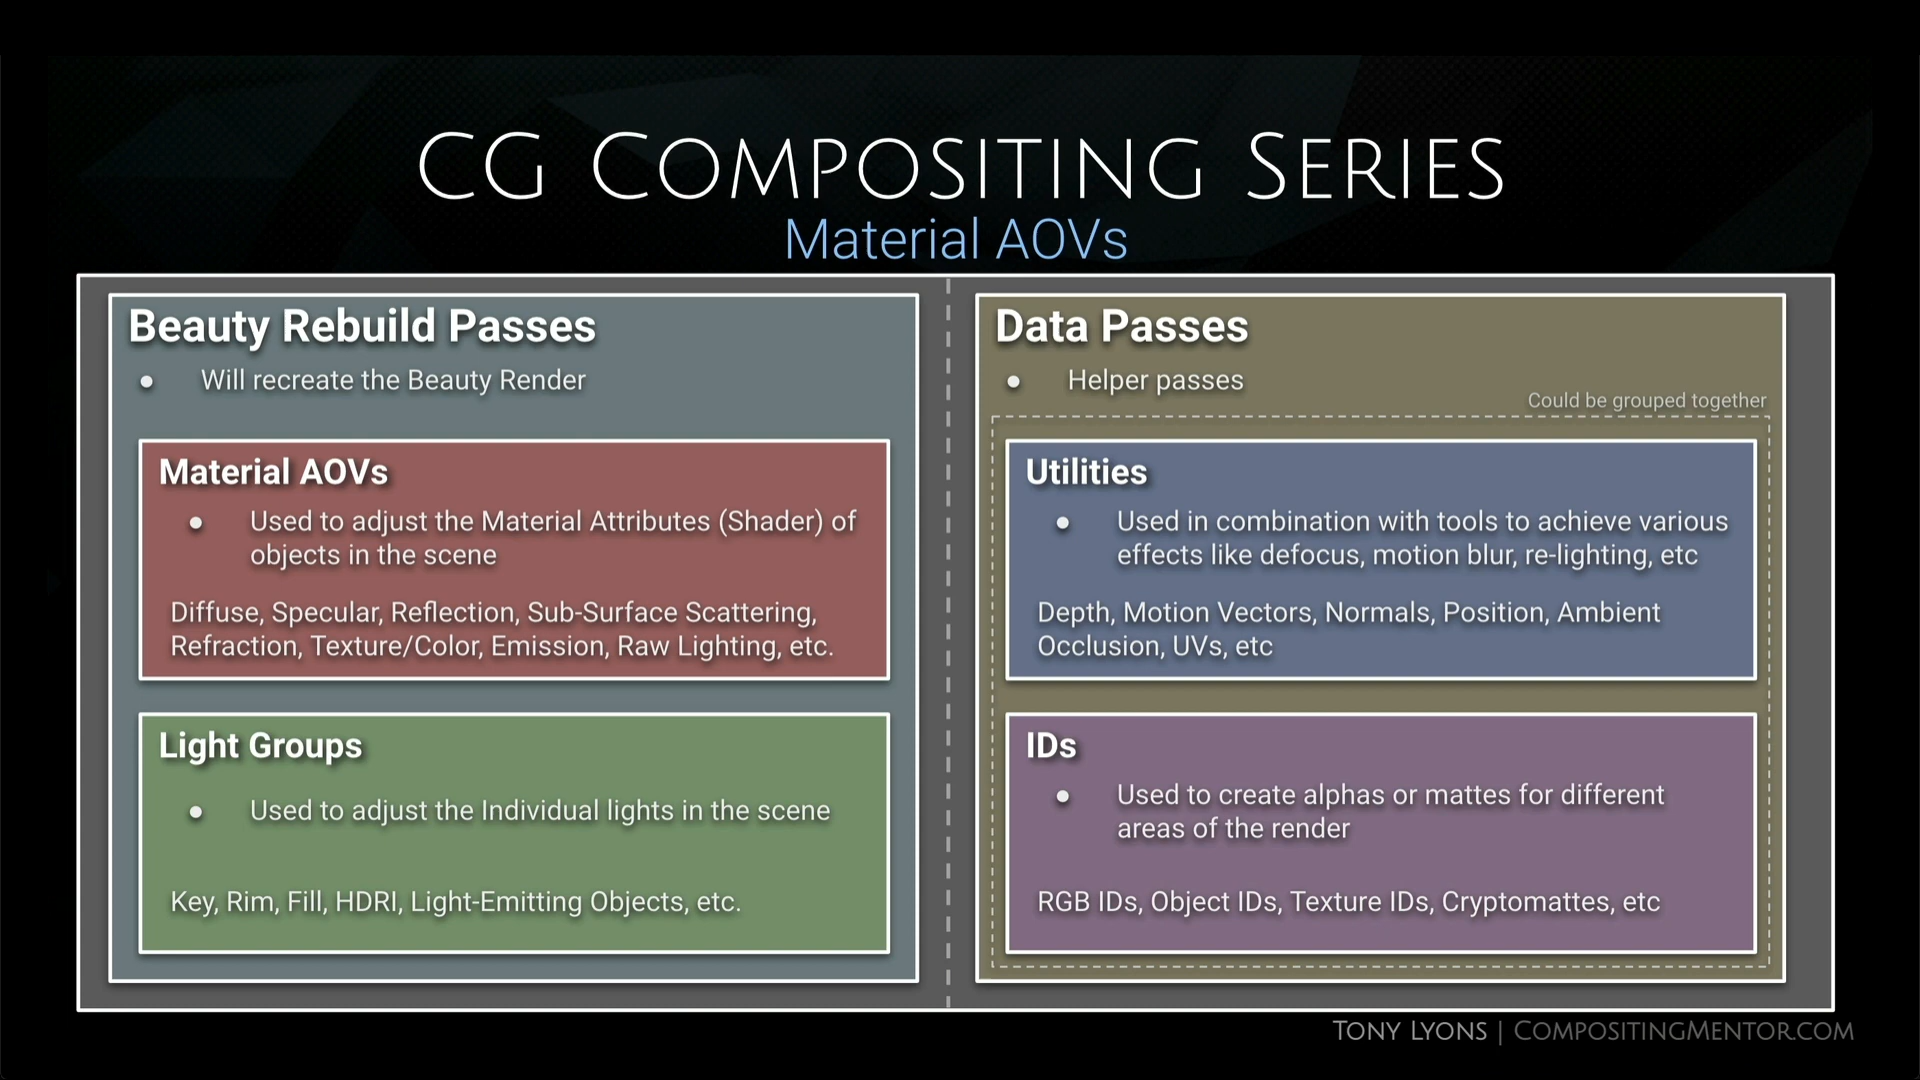 CG Compositing Series
Material AOVs
Beauty Rebuild Passes
● Will recreate the Beauty Render
Material AOVs
● Used to adjust the Material Attributes (Shader) of
objects in the scene
Diffuse, Specular, Reflection, Sub-Surface Scattering,
Refraction, Texture/Color, Emission, Raw Lighting, etc.
Light Groups
● Used to adjust the Individual lights in the scene
Key, Rim, Fill, HDRI, Light-Emitting Objects, etc.
Data Passes
● Helper passes
Could be grouped together
Utilities
● Used in combination with tools to achieve various
effects like defocus, motion blur, re-lighting, etc
Depth, Motion Vectors, Normals, Position, Ambient
Occlusion, UVs, etc
IDs
● Used to create alphas or mattes for different
areas of the render
RGB IDs, Object IDs, Texture IDs, Cryptomattes, etc
Tony Lyons | CompositingMentor.com